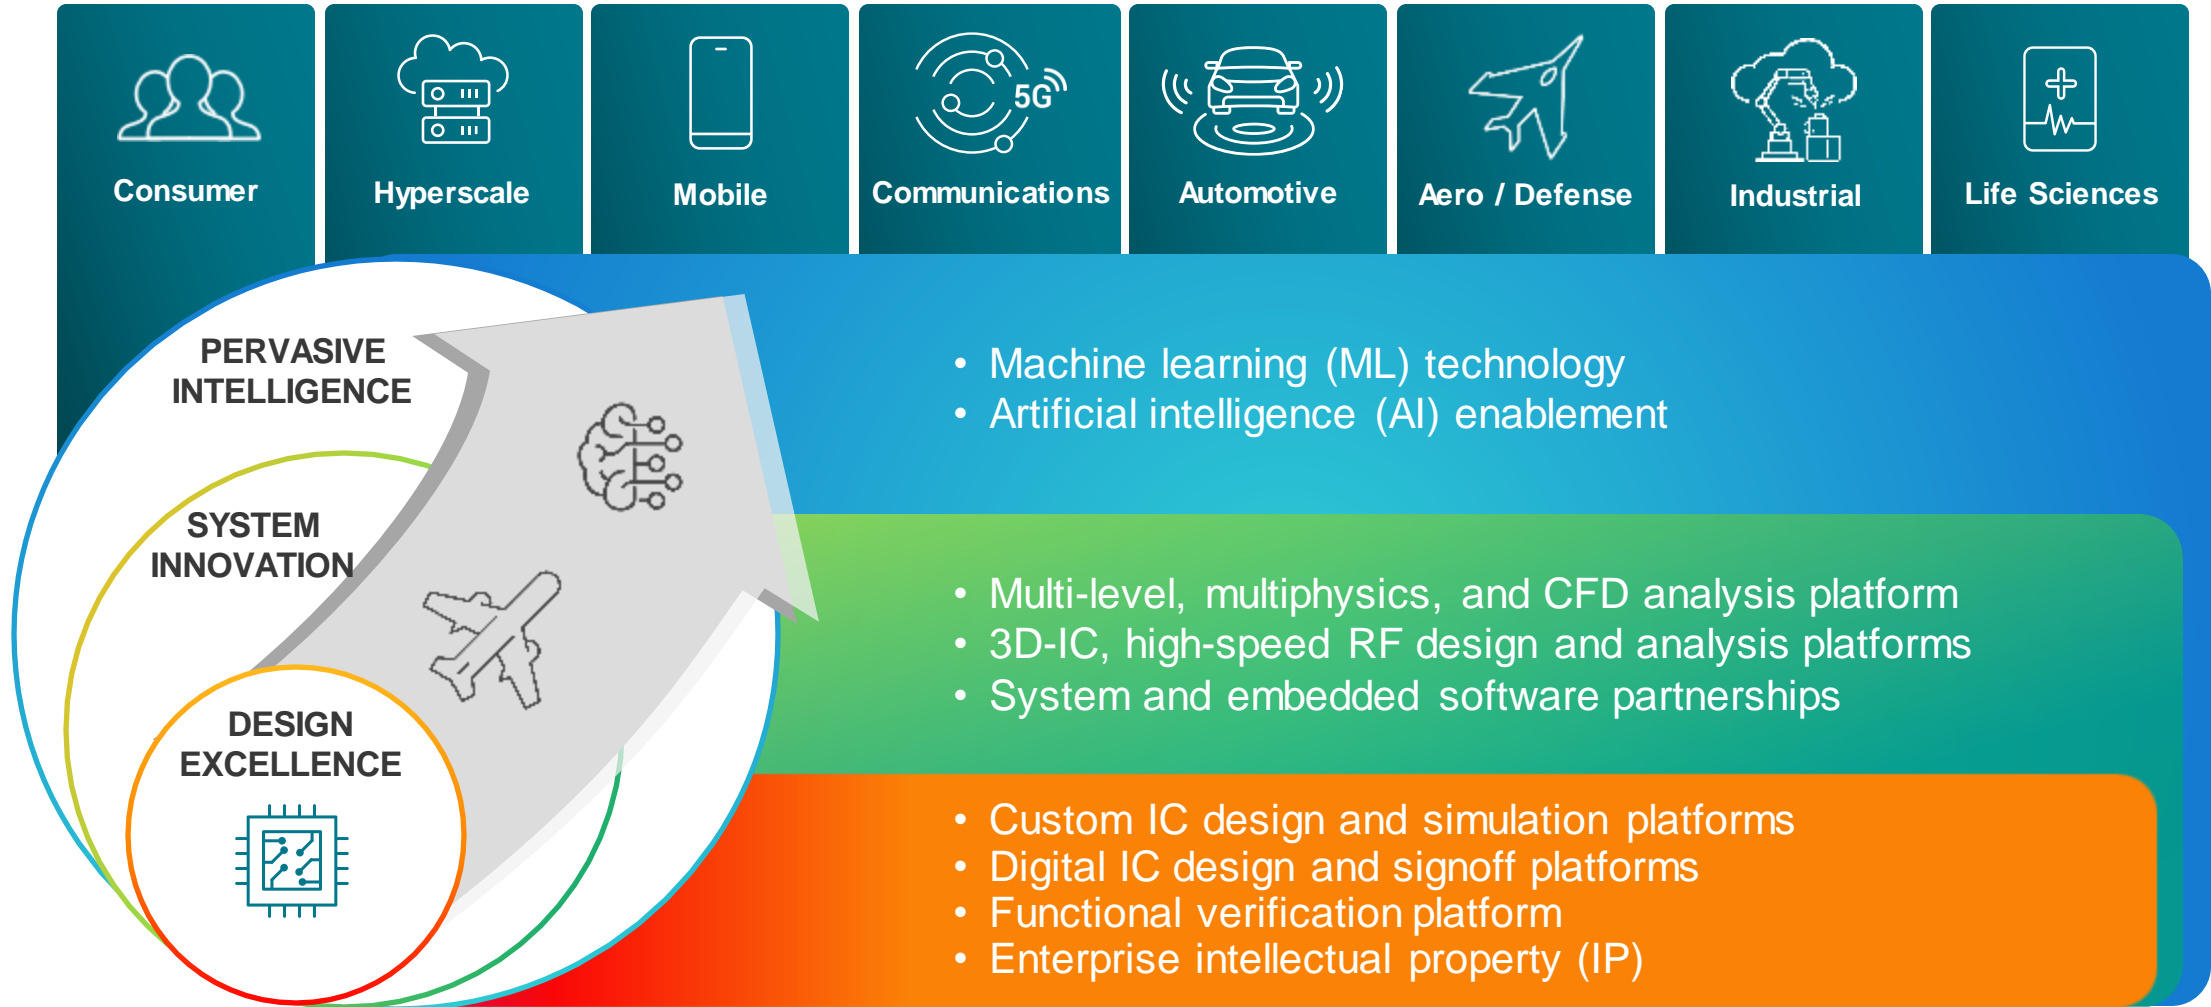 5G
Consumer
Hyperscale
Mobile
Communications
Automotive
Aero / Defense
Industrial
Life Sciences
PERVASIVE
INTELLIGENCE
• Machine learning (ML) technology
• Artificial intelligence (AI) enablement
SYSTEM
INNOVATION
• Multi-level, multiphysics, and CFD analysis platform
• 3D-IC, high-speed RF design and analysis platforms
• System and embedded software partnerships
DESIGN
EXCELLENCE
• Custom IC design and simulation platforms
• Digital IC design and signoff platforms
• Functional verification platform
• Enterprise intellectual property (IP)